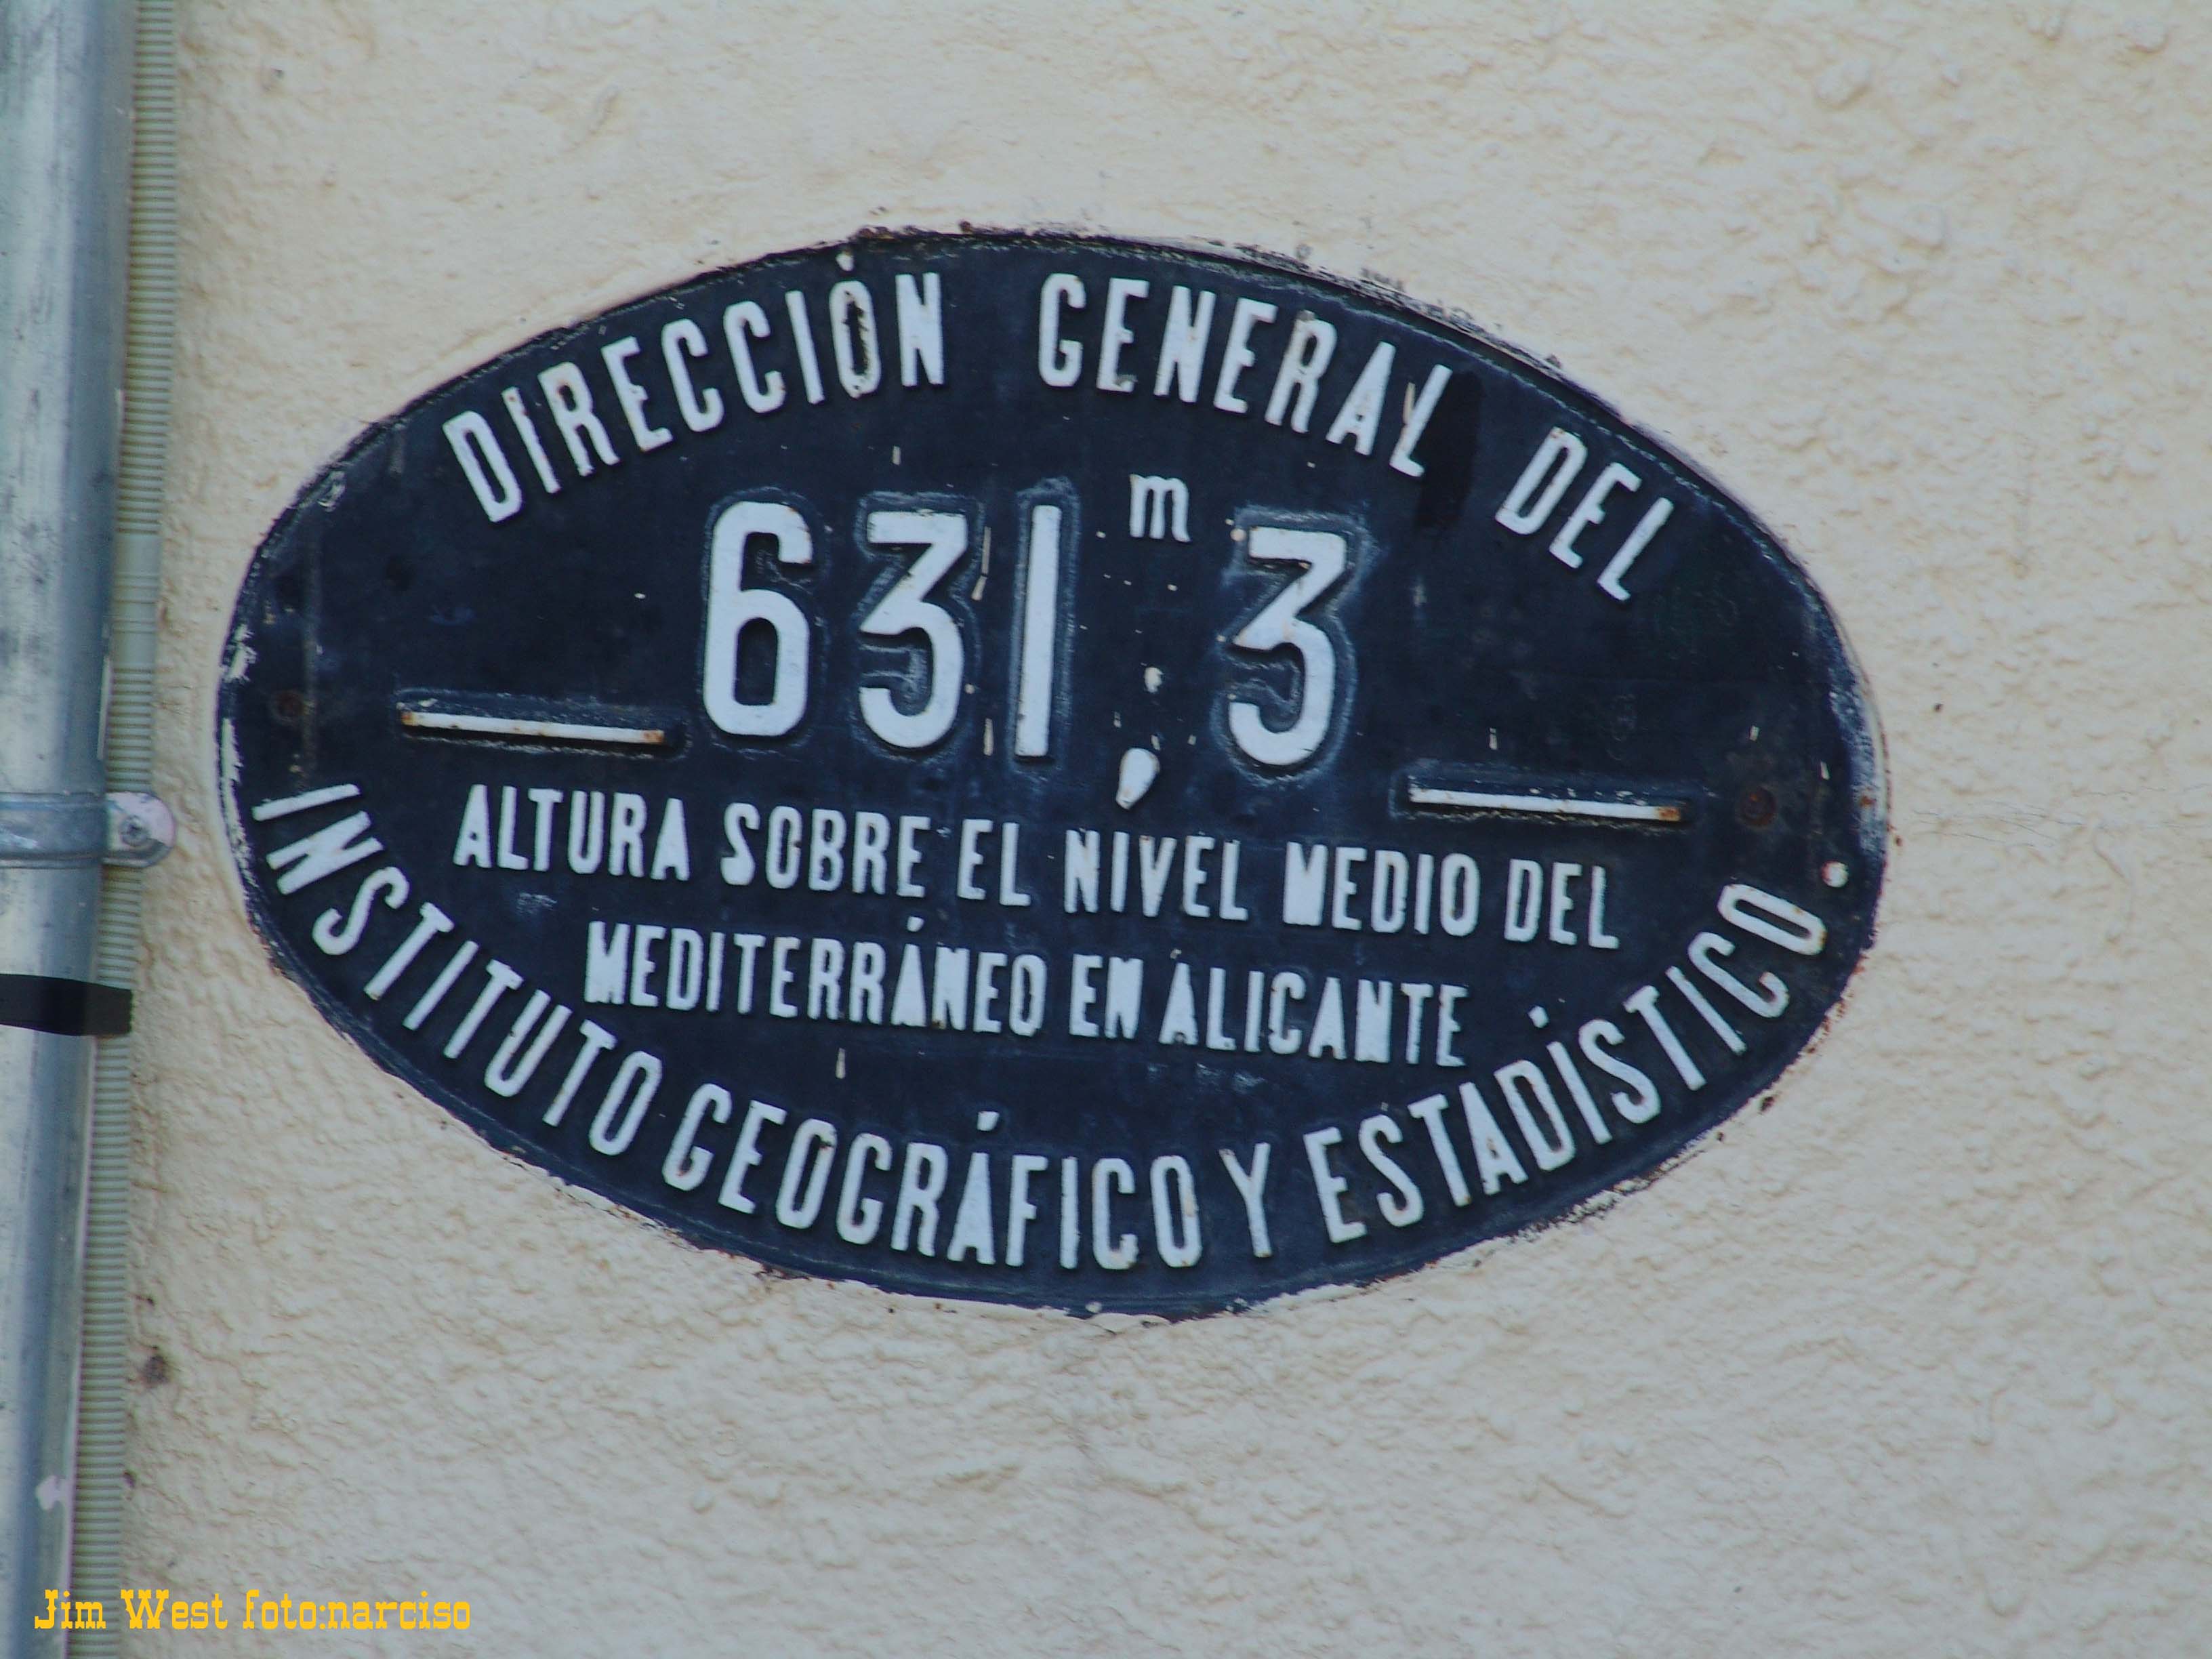 DIRECCIÓN GENERAL DEL
631,m3
ALTURA SOBRE EL NIVEL MEDIO DEL
MEDITERRÁNEO EN ALICANTE
INSTITUTO GEOGRÁFICO Y ESTADÍSTICO.
Jim West foto:narciso